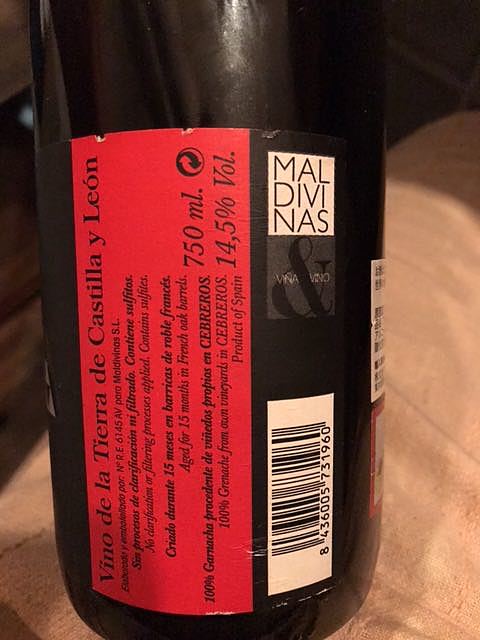 Vino de la Tierra de Castilla y León
Elaborado y embotellado por: Nº R.E. 6145 AV para Maldivinas S.L.
Sin procesos de clarificación ni filtrado. Contiene sulfitos.
No clarification or filtering processes applied. Contains sulfites.
Criado durante 15 meses en barricas de roble francés.
Aged for 15 months in French oak barrels.
750 ml.
100% Garnacha procedente de viñedos propios en CEBREROS.
100% Grenache from own vineyards in CEBREROS.
14,5% Vol.
Product of Spain
MAL
DIVI
NAS
&
VIÑA VINO
8 436005 731960